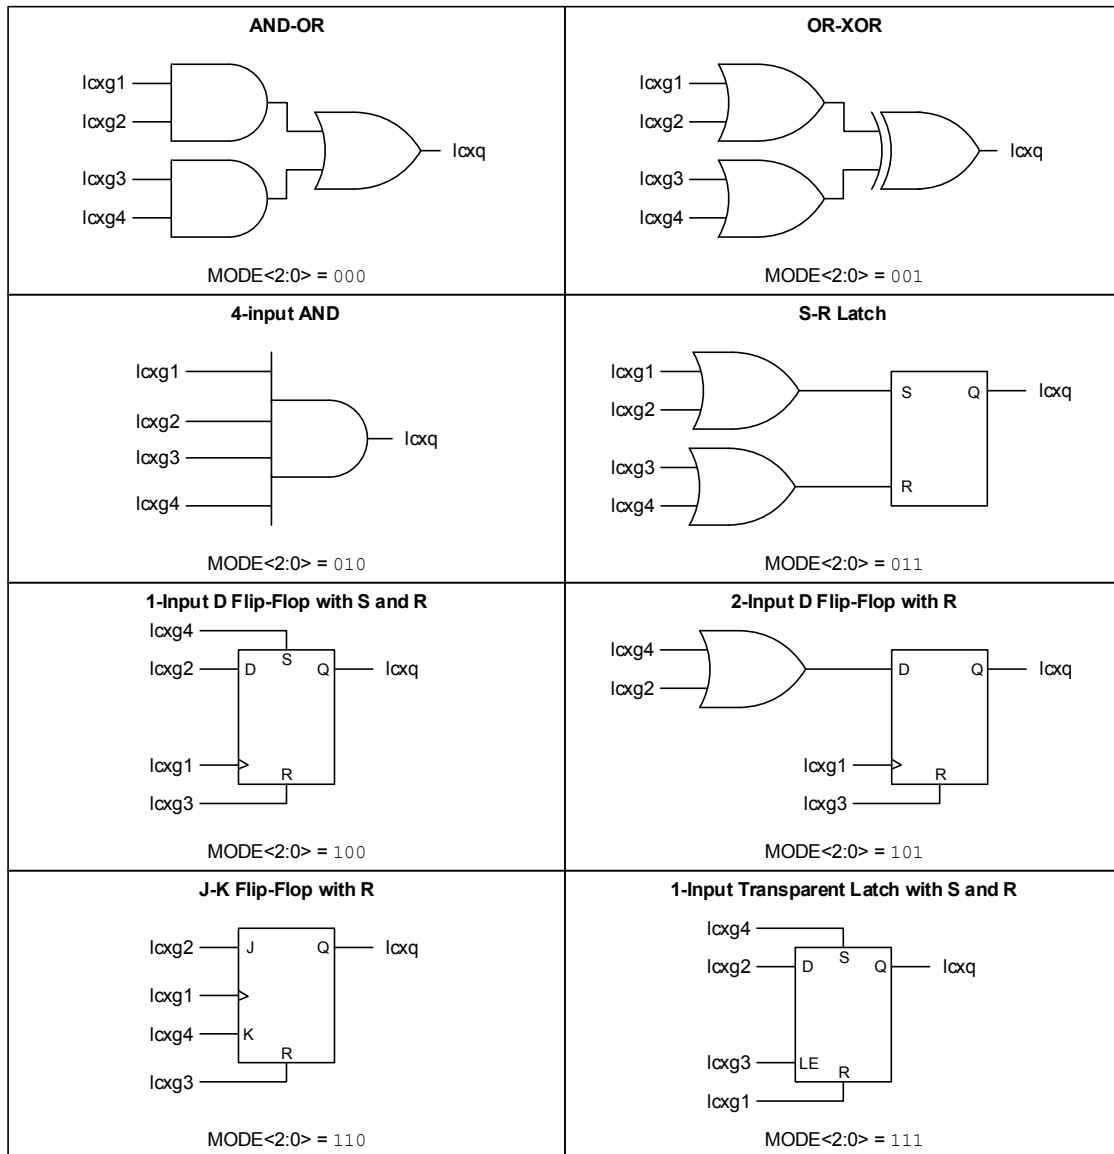 AND-OR
lcxg1
lcxg2
lcxg3
lcxg4
lcxq
MODE<2:0> = 000
OR-XOR
lcxg1
lcxg2
lcxg3
lcxg4
lcxq
MODE<2:0> = 001
4-input AND
lcxg1
lcxg2
lcxg3
lcxg4
lcxq
MODE<2:0> = 010
S-R Latch
lcxg1
lcxg2
lcxg3
lcxg4
S
Q
lcxq
R
MODE<2:0> = 011
1-Input D Flip-Flop with S and R
lcxg4
S
lcxg2
D
Q
lcxq
lcxg1
R
lcxg3
MODE<2:0> = 100
2-Input D Flip-Flop with R
lcxg4
lcxg2
D
Q
lcxq
lcxg1
R
lcxg3
MODE<2:0> = 101
J-K Flip-Flop with R
lcxg2
J
Q
lcxq
lcxg1
lcxg4
K
R
lcxg3
MODE<2:0> = 110
1-Input Transparent Latch with S and R
lcxg4
S
lcxg2
D
Q
lcxq
lcxg3
LE
R
lcxg1
MODE<2:0> = 111